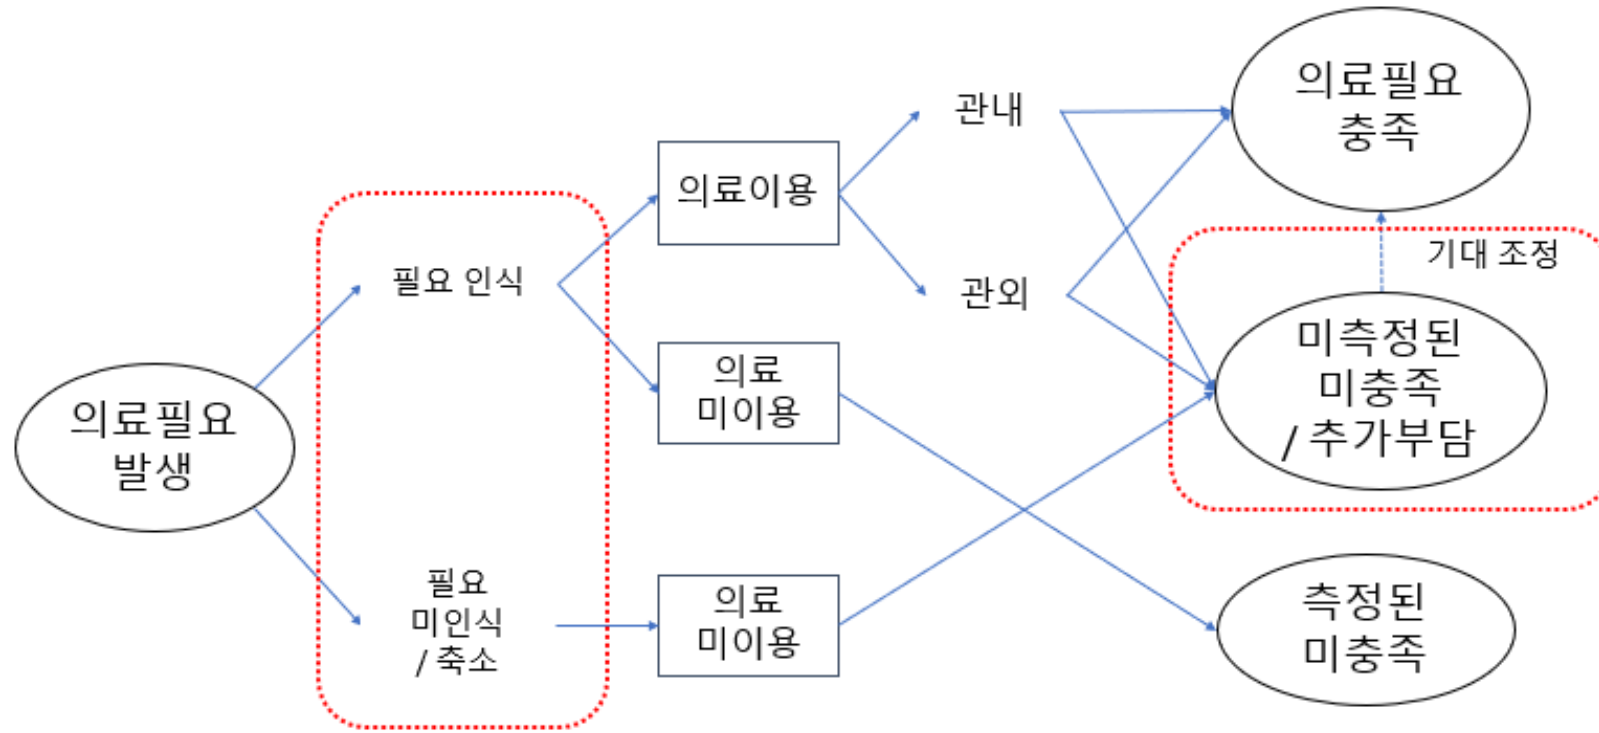 의료필요
발생
필요 인식
필요
미인식
/ 축소
의료이용
의료
미이용
의료
미이용
관내
관외
의료필요
충족
기대 조정
미측정된
미충족
/ 추가부담
측정된
미충족